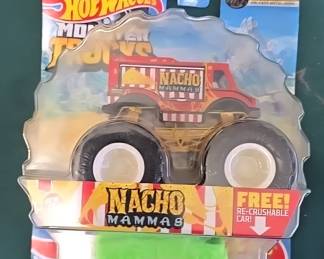 HOT WHEELS
MONSTER
TRUCKS
NACHO
MAMMAS
NACHO
MAMMAS
FREE!
RE-CRUSHABLE
CAR!